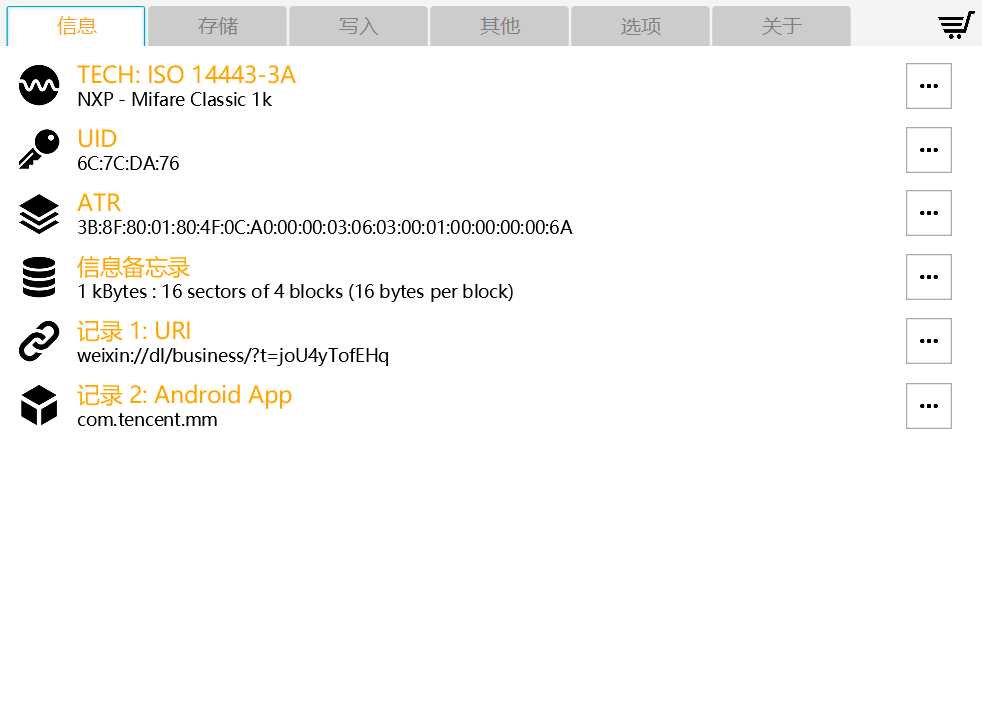 信息
存储
写入
其他
选项
关于
TECH: ISO 14443-3A
NXP - Mifare Classic 1k
UID
6C:7C:DA:76
ATR
3B:8F:80:01:80:4F:0C:A0:00:00:03:06:03:00:01:00:00:00:00:6A
信息备忘录
1 kBytes : 16 sectors of 4 blocks (16 bytes per block)
记录 1: URI
weixin://dl/business/?t=joU4yTofEHq
记录 2: Android App
com.tencent.mm